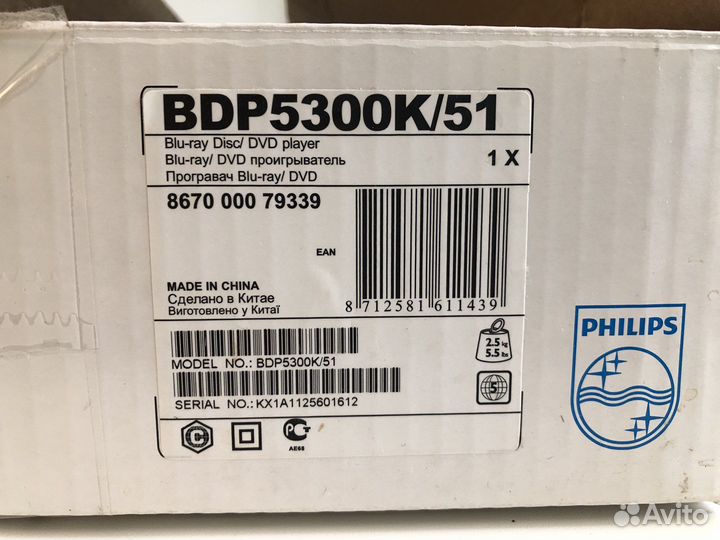 BDP5300K/51
Blu-ray Disc/ DVD player
Blu-ray/ DVD проигрыватель
1 X
Програвач Blu-ray/ DVD
8670 000 79339
EAN
MADE IN CHINA
Сделано в Китае
Виготовлено у Китаї
8 712581 611439
MODEL NO.: BDP5300K/51
2.5 kg
5.5 lbs
SERIAL NO.: KX1A1125601612
5
C
PCT
AE68
PHILIPS
Avito